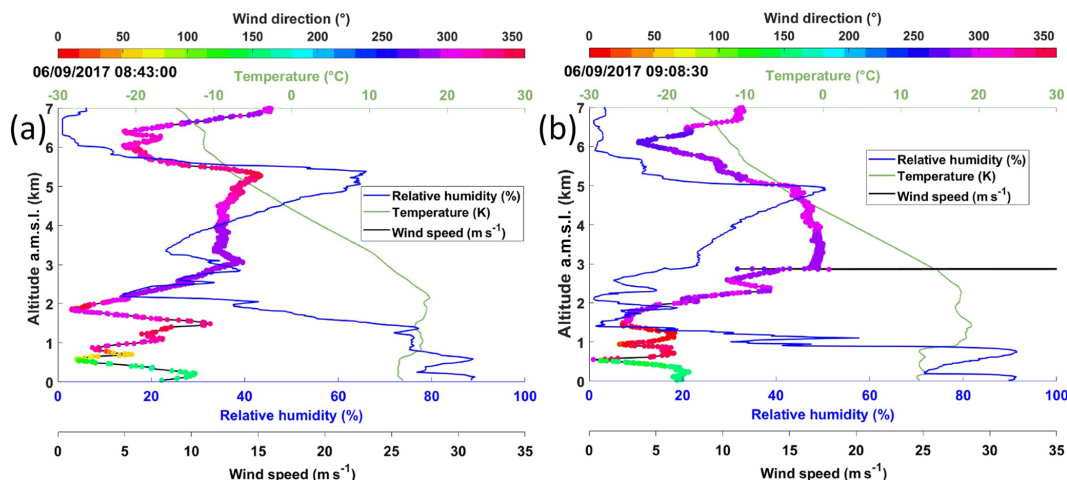 Wind direction (°)
0 50 100 150 200 250 300 350
06/09/2017 08:43:00
Temperature (°C)
-30 -20 -10 0 10 20 30
(a)
7
6
5
4
3
2
1
0
Altitude a.m.s.l. (km)
Relative humidity (%)
Temperature (K)
Wind speed (m s⁻¹)
0 20 40 60 80 100
Relative humidity (%)
0 5 10 15 20 25 30 35
Wind speed (m s⁻¹)
Wind direction (°)
0 50 100 150 200 250 300 350
06/09/2017 09:08:30
Temperature (°C)
-30 -20 -10 0 10 20 30
(b)
7
6
5
4
3
2
1
0
Altitude a.m.s.l. (km)
Relative humidity (%)
Temperature (K)
Wind speed (m s⁻¹)
0 20 40 60 80 100
Relative humidity (%)
0 5 10 15 20 25 30 35
Wind speed (m s⁻¹)